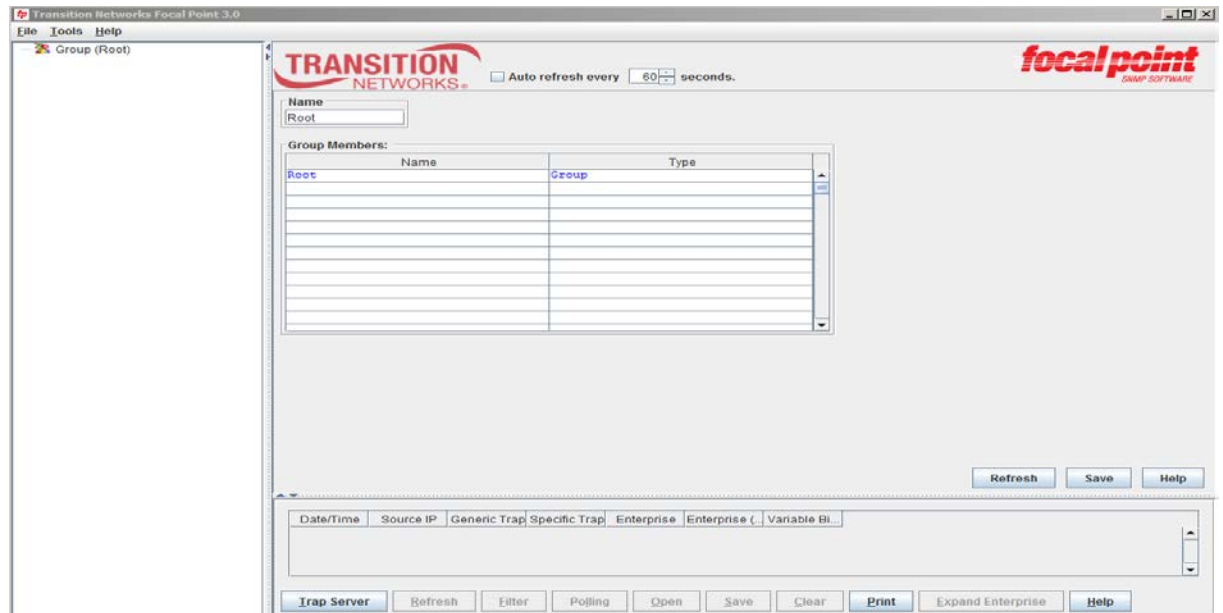 Transition Networks Focal Point 3.0
File Tools Help
Group (Root)
TRANSITION
NETWORKS®
Auto refresh every 60 seconds.
focal point
SNMP SOFTWARE
Name
Root
Group Members:
Name Type
Root Group
Refresh Save Help
Date/Time Source IP Generic Trap Specific Trap Enterprise Enterprise (... Variable Bi...
Trap Server Refresh Filter Polling Open Save Clear Print Expand Enterprise Help